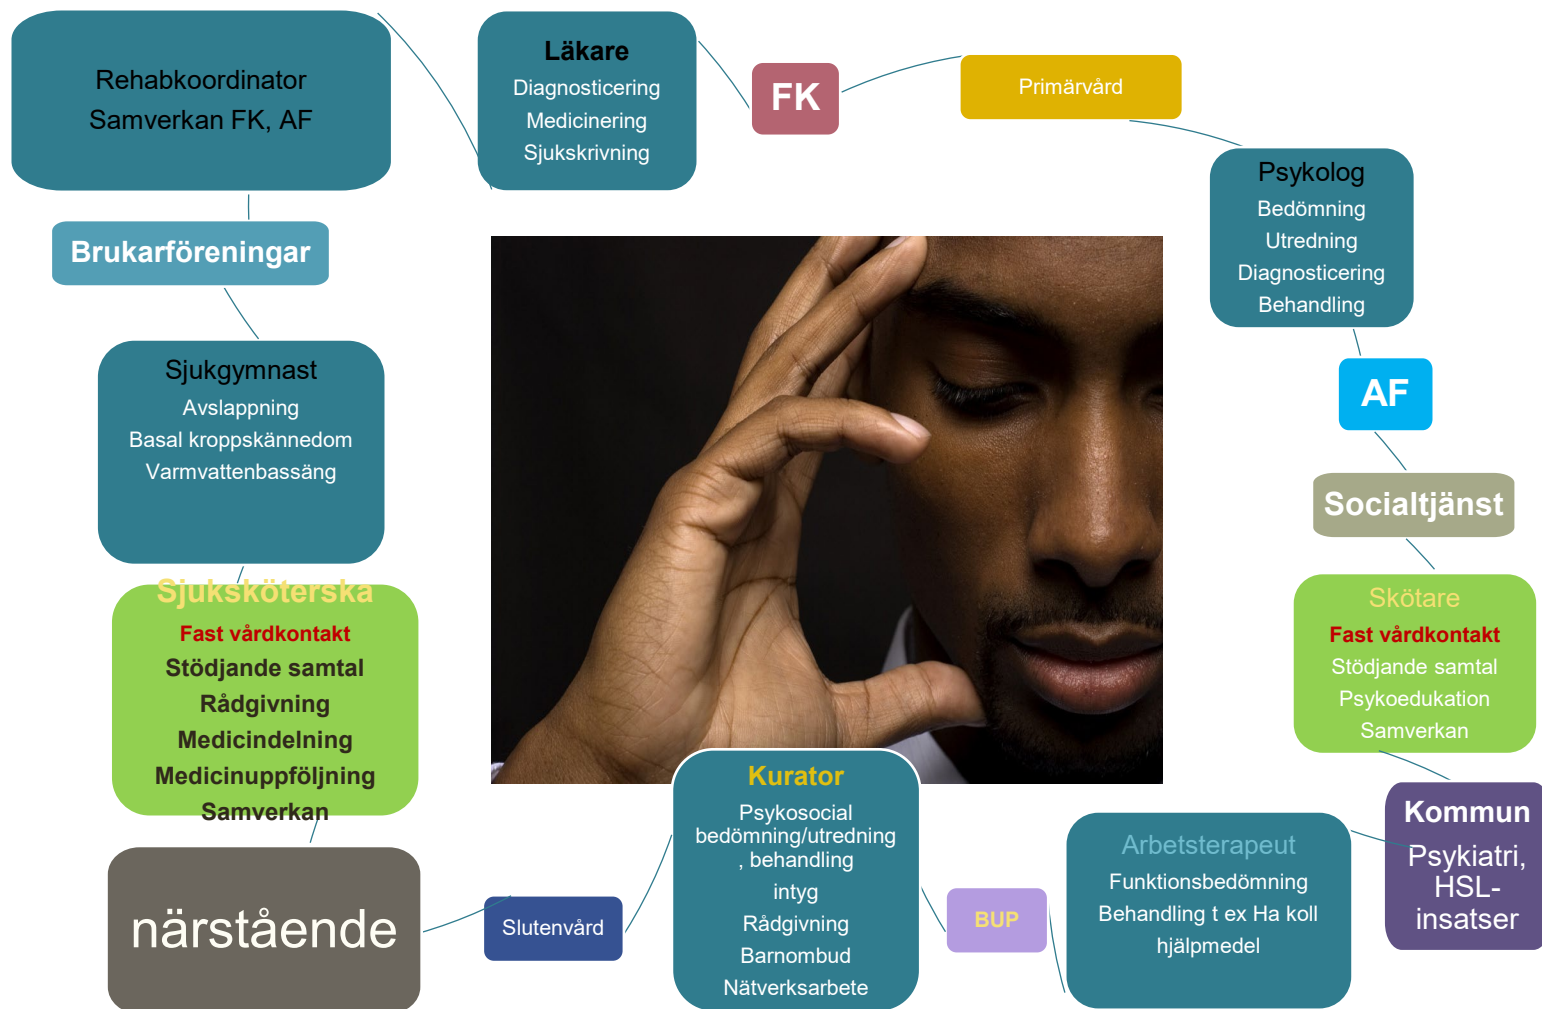 Rehabkoordinator
Samverkan FK, AF
Läkare
Diagnosticering
Medicinering
Sjukskrivning
FK
Primärvård
Psykolog
Bedömning
Utredning
Diagnosticering
Behandling
AF
Socialtjänst
Skötare
Fast vårdkontakt
Stödjande samtal
Psykoedukation
Samverkan
Kommun
Psykiatri,
HSL-
insatser
Arbetsterapeut
Funktionsbedömning
Behandling t ex Ha koll
hjälpmedel
BUP
Kurator
Psykosocial
bedömning/utredning
, behandling
intyg
Rådgivning
Barnombud
Nätverksarbete
Slutenvård
närstående
Sjuksköterska
Fast vårdkontakt
Stödjande samtal
Rådgivning
Medicindelning
Medicinuppföljning
Samverkan
Sjukgymnast
Avslappning
Basal kroppskännedom
Varmvattenbassäng
Brukarföreningar